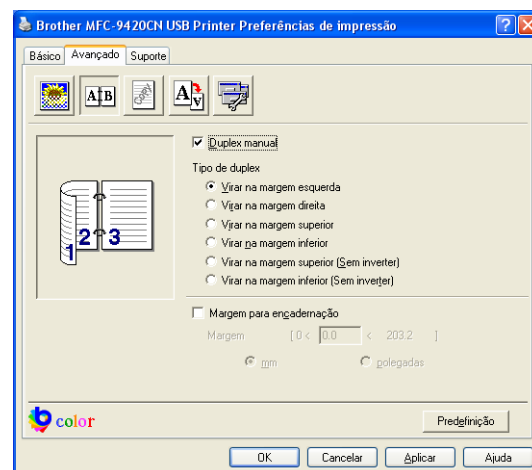 Brother MFC-9420CN USB Printer Preferências de impressão
Básico Avançado Suporte
A B A A
Duplex manual
Tipo de duplex
Virar na margem esquerda
Virar na margem direita
Virar na margem superior
Virar na margem inferior
Virar na margem superior (Sem inverter)
Virar na margem inferior (Sem inverter)
1 2 3
Margem para encadernação
Margem [ 0 < 0.0 < 203.2 ]
mm polegadas
color
Predefinição
OK Cancelar Aplicar Ajuda